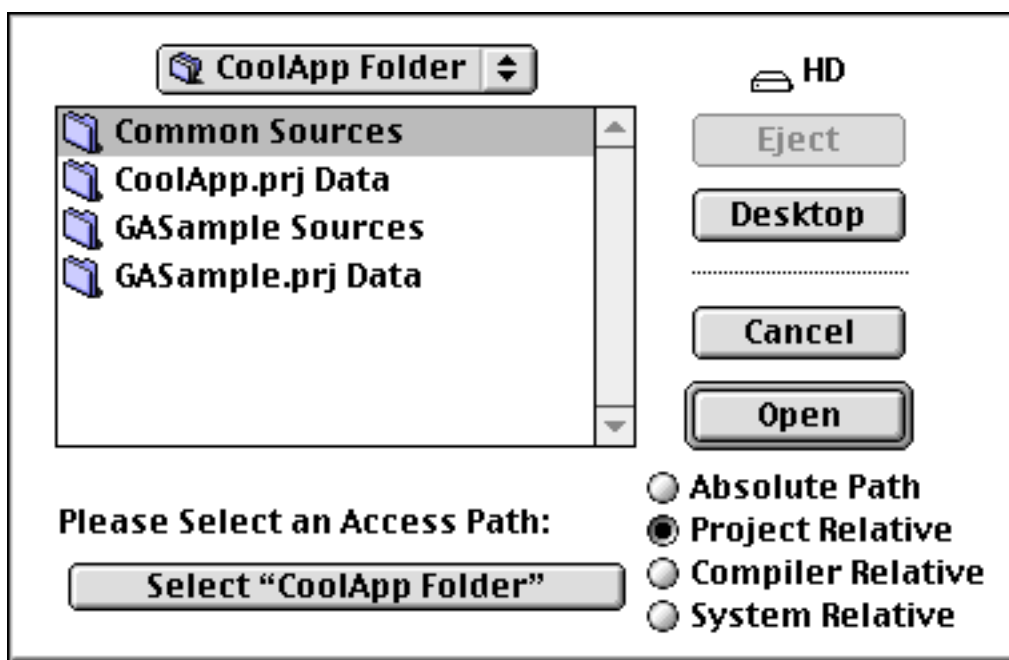 CoolApp Folder
HD
Common Sources
CoolApp.prj Data
GASample Sources
GASample.prj Data
Eject
Desktop
Cancel
Open
Please Select an Access Path:
Select “CoolApp Folder”
Absolute Path
Project Relative
Compiler Relative
System Relative